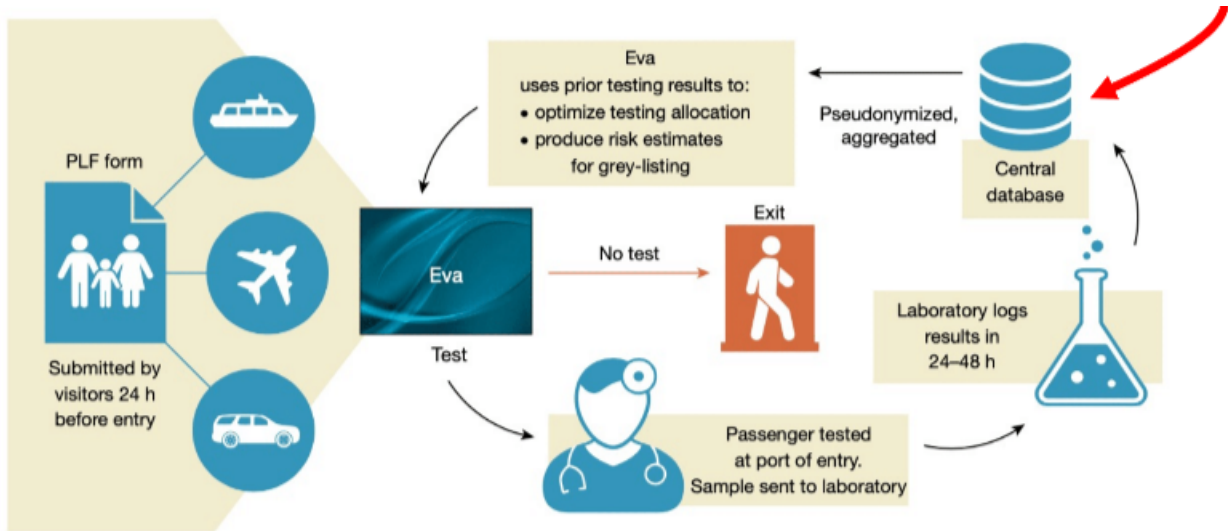 PLF form
Submitted by
visitors 24 h
before entry
Eva
uses prior testing results to:
• optimize testing allocation
• produce risk estimates
for grey-listing
Pseudonymized,
aggregated
Central
database
Eva
No test
Exit
Test
Passenger tested
at port of entry.
Sample sent to laboratory
Laboratory logs
results in
24–48 h